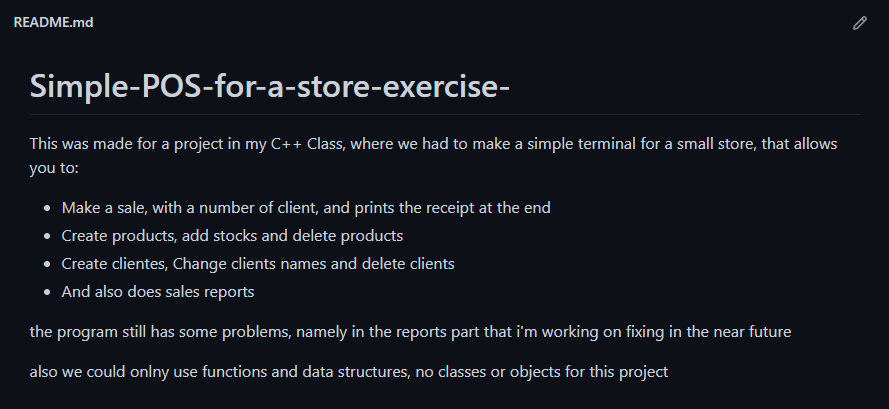 README.md
Simple-POS-for-a-store-exercise-
This was made for a project in my C++ Class, where we had to make a simple terminal for a small store, that allows
you to:
Make a sale, with a number of client, and prints the receipt at the end
Create products, add stocks and delete products
Create clientes, Change clients names and delete clients
And also does sales reports
the program still has some problems, namely in the reports part that i'm working on fixing in the near future
also we could onlny use functions and data structures, no classes or objects for this project